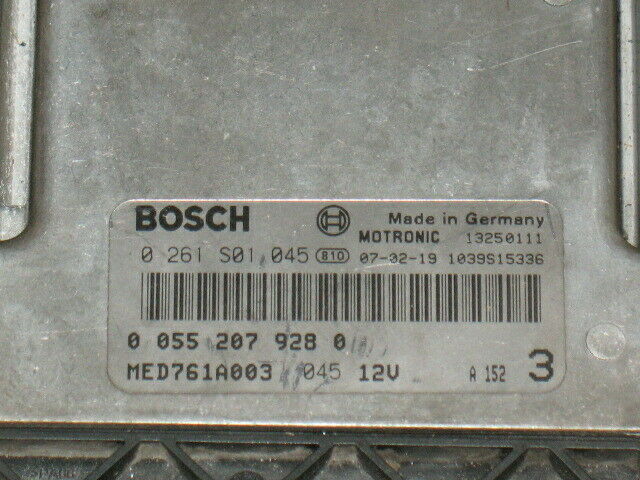 BOSCH Made in Germany
MOTRONIC 13250111
0 261 S01 045 810 07-02-19 1039S15336
0 055 207 928 0
MED761A003 045 12V A 152 3